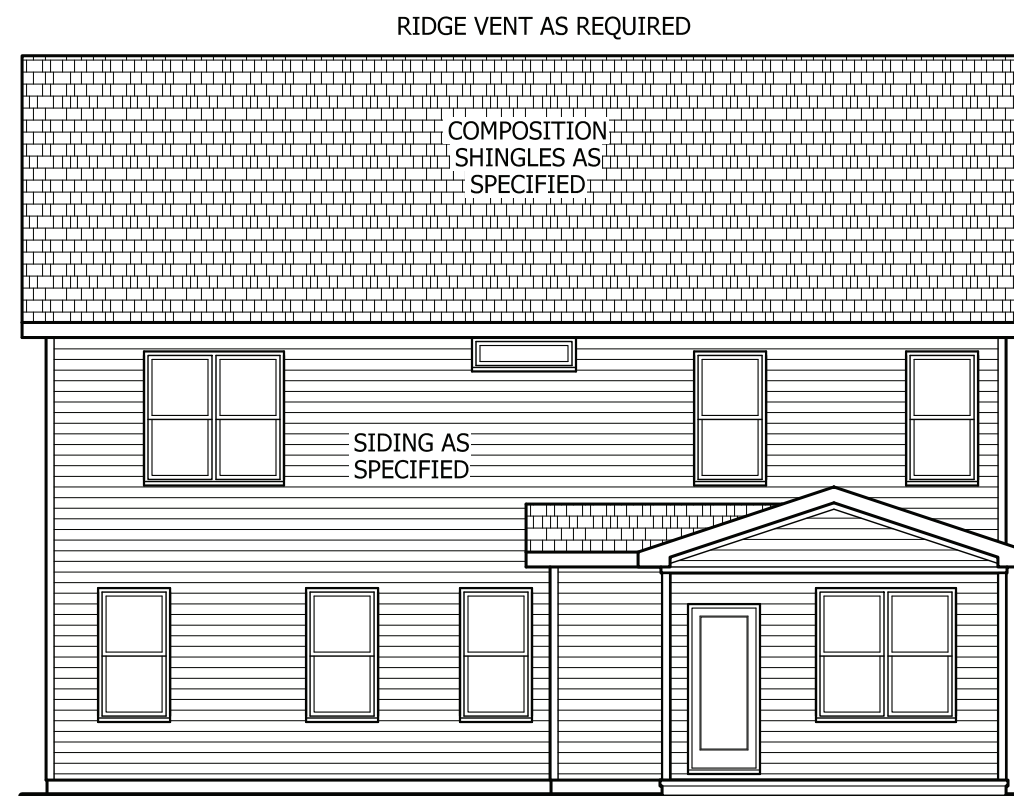 RIDGE VENT AS REQUIRED
COMPOSITION
SHINGLES AS
SPECIFIED
SIDING AS
SPECIFIED